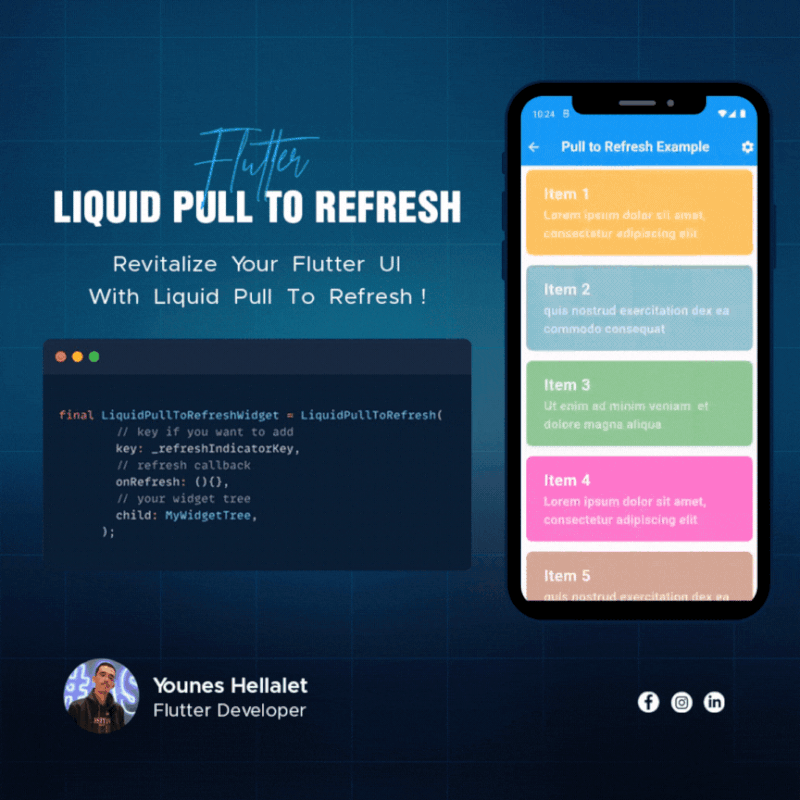 Flutter
LIQUID PULL TO REFRESH
Revitalize Your Flutter UI
With Liquid Pull To Refresh !
final LiquidPullToRefreshWidget = LiquidPullToRefresh(
// key if you want to add
key: _refreshIndicatorKey,
// refresh callback
onRefresh: (){},
// your widget tree
child: MyWidgetTree,
);
10:24
Pull to Refresh Example
Item 1
Lorem ipsum dolor sit amet,
consectetur adipiscing elit
Item 2
quis nostrud exercitation dex ea
commodo consequat
Item 3
Ut enim ad minim veniam et
dolore magna aliqua
Item 4
Lorem ipsum dolor sit amet,
consectetur adipiscing elit
Item 5
quis nostrud exercitation dex ea
Younes Hellalet
Flutter Developer